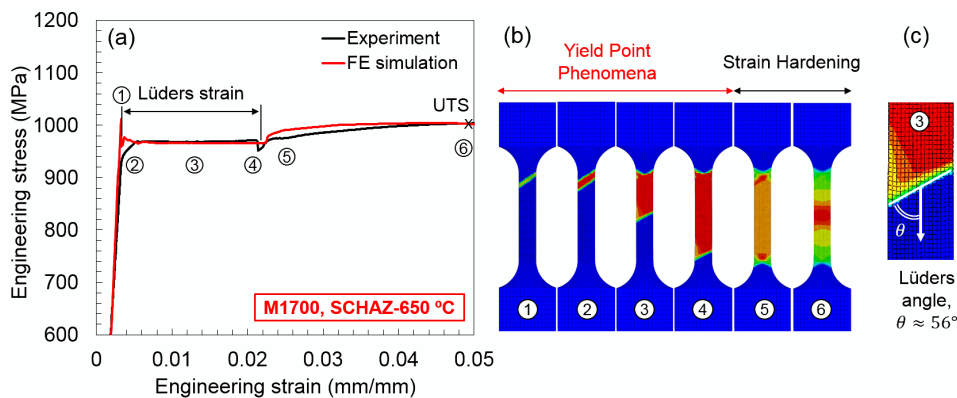 (a)
Experiment
FE simulation
1200
1100
1000
900
800
700
600
Engineering stress (MPa)
①
Lüders strain
UTS
②
③
④
⑤
⑥
M1700, SCHAZ-650 ºC
0
0.01
0.02
0.03
0.04
0.05
Engineering strain (mm/mm)
(b)
Yield Point
Phenomena
Strain Hardening
①
②
③
④
⑤
⑥
(c)
③
θ
Lüders
angle,
θ ≈ 56°